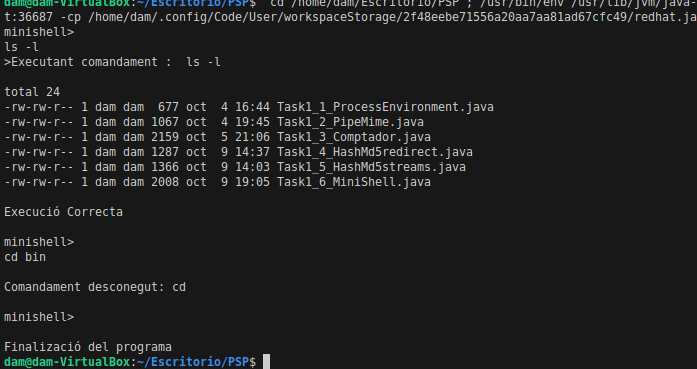 dam@dam-VirtualBox:~/Escritorio/PSP$  cd /home/dam/Escritorio/PSP ; /usr/bin/env /usr/lib/jvm/java-
t:36687 -cp /home/dam/.config/Code/User/workspaceStorage/2f48eebe71556a20aa7aa81ad67cfc49/redhat.ja
minishell>
ls -l
>Executant comandament :  ls -l
total 24
-rw-rw-r-- 1 dam dam  677 oct  4 16:44 Task1_1_ProcessEnvironment.java
-rw-rw-r-- 1 dam dam 1067 oct  4 19:45 Task1_2_PipeMime.java
-rw-rw-r-- 1 dam dam 2159 oct  5 21:06 Task1_3_Comptador.java
-rw-rw-r-- 1 dam dam 1287 oct  9 14:37 Task1_4_HashMd5redirect.java
-rw-rw-r-- 1 dam dam 1366 oct  9 14:03 Task1_5_HashMd5streams.java
-rw-rw-r-- 1 dam dam 2008 oct  9 19:05 Task1_6_MiniShell.java
Execució Correcta
minishell>
cd bin
Comandament desconegut: cd
minishell>
Finalizació del programa
dam@dam-VirtualBox:~/Escritorio/PSP$